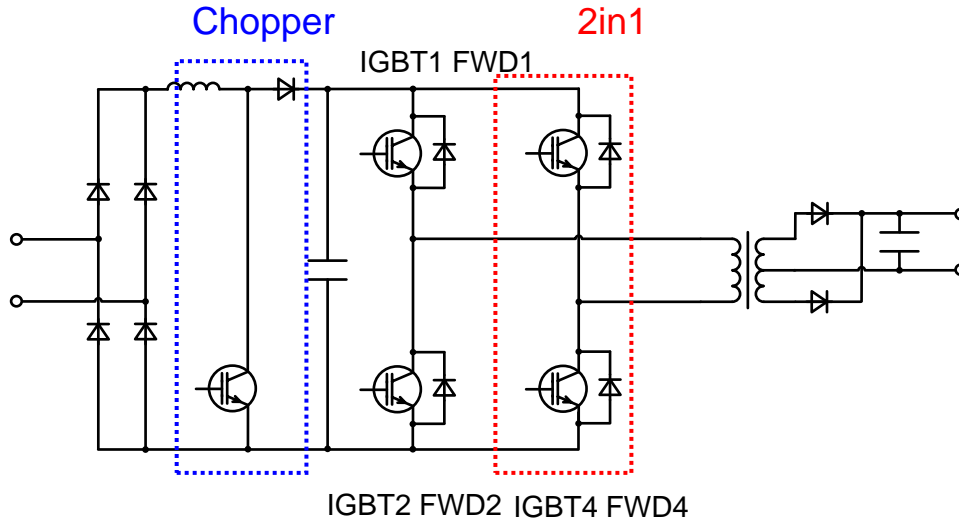 Chopper
2in1
IGBT1 FWD1
IGBT2 FWD2
IGBT4 FWD4